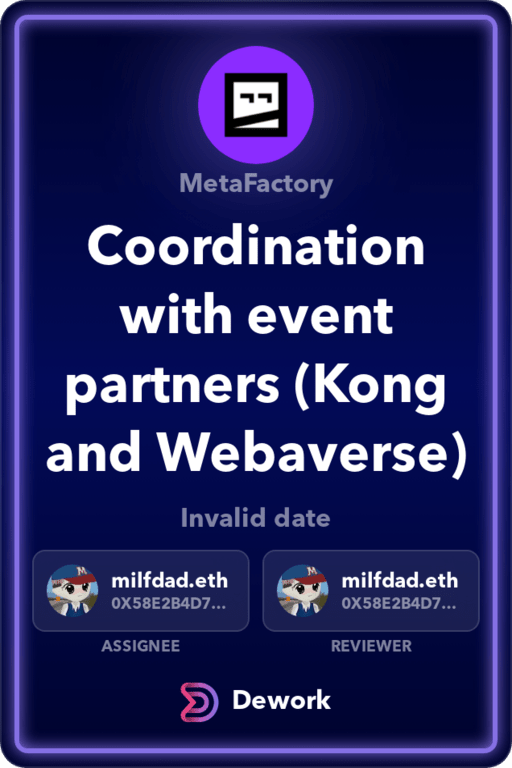 MetaFactory
Coordination
with event
partners (Kong
and Webaverse)
Invalid date
milfdad.eth
0X58E2B4D7...
milfdad.eth
0X58E2B4D7...
ASSIGNEE
REVIEWER
Dework